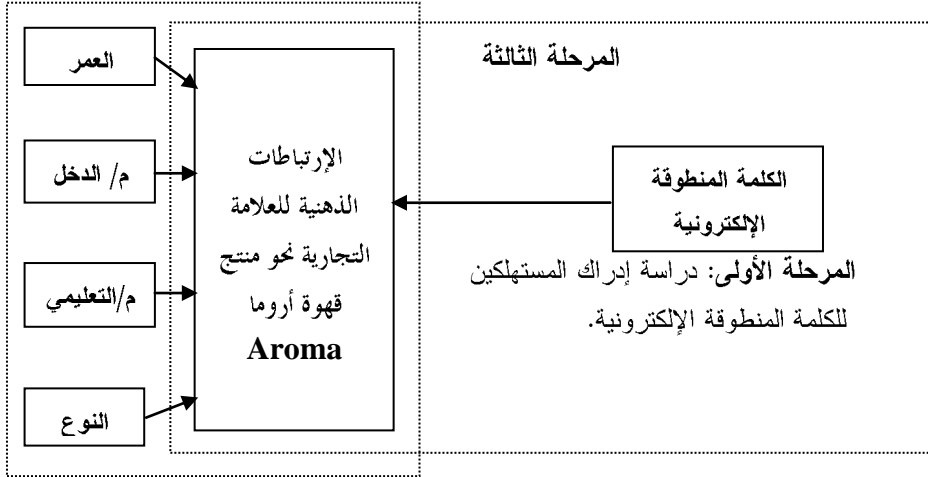 المرحلة الثالثة
العمر
م/ الدخل
م/التعليمي
النوع
الإرتباطات
الذهنية للعلامة
التجارية نحو منتج
قهوة أروما
Aroma
الكلمة المنطوقة
الإلكترونية
المرحلة الأولى: دراسة إدراك المستهلكين
للكلمة المنطوقة الإلكترونية.